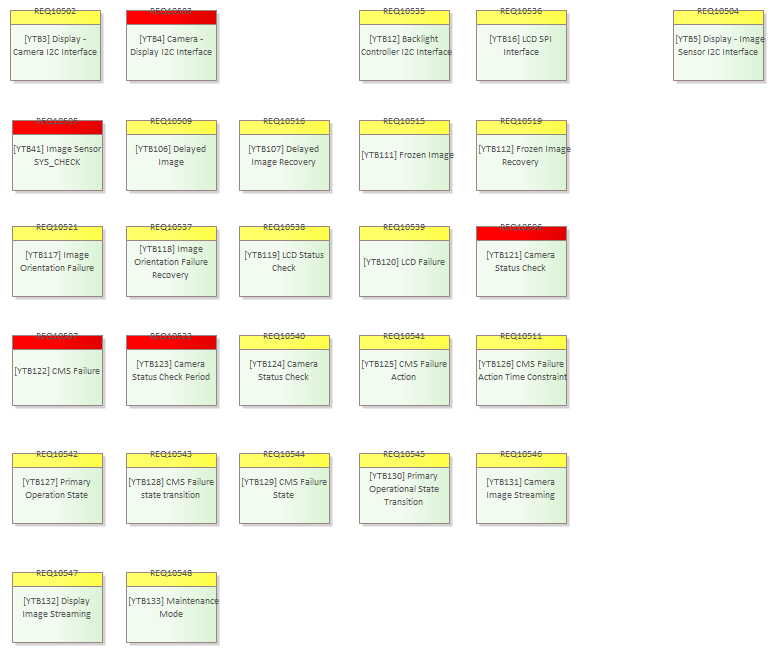 REQ10502
[YTB3] Display -
Camera I2C Interface
REQ10503
[YTB4] Camera -
Display I2C Interface
REQ10535
[YTB12] Backlight
Controller I2C Interface
REQ10536
[YTB16] LCD SPI
Interface
REQ10504
[YTB5] Display - Image
Sensor I2C Interface
REQ10505
[YTB41] Image Sensor
SYS_CHECK
REQ10509
[YTB106] Delayed
Image
REQ10516
[YTB107] Delayed
Image Recovery
REQ10515
[YTB111] Frozen Image
REQ10519
[YTB112] Frozen Image
Recovery
REQ10521
[YTB117] Image
Orientation Failure
REQ10537
[YTB118] Image
Orientation Failure
Recovery
REQ10538
[YTB119] LCD Status
Check
REQ10539
[YTB120] LCD Failure
REQ10506
[YTB121] Camera
Status Check
REQ10507
[YTB122] CMS Failure
[YTB123] Camera
Status Check Period
REQ10540
[YTB124] Camera
Status Check
REQ10541
[YTB125] CMS Failure
Action
REQ10511
[YTB126] CMS Failure
Action Time Constraint
REQ10542
[YTB127] Primary
Operation State
REQ10543
[YTB128] CMS Failure
state transition
REQ10544
[YTB129] CMS Failure
State
REQ10545
[YTB130] Primary
Operational State
Transition
REQ10546
[YTB131] Camera
Image Streaming
REQ10547
[YTB132] Display
Image Streaming
REQ10548
[YTB133] Maintenance
Mode